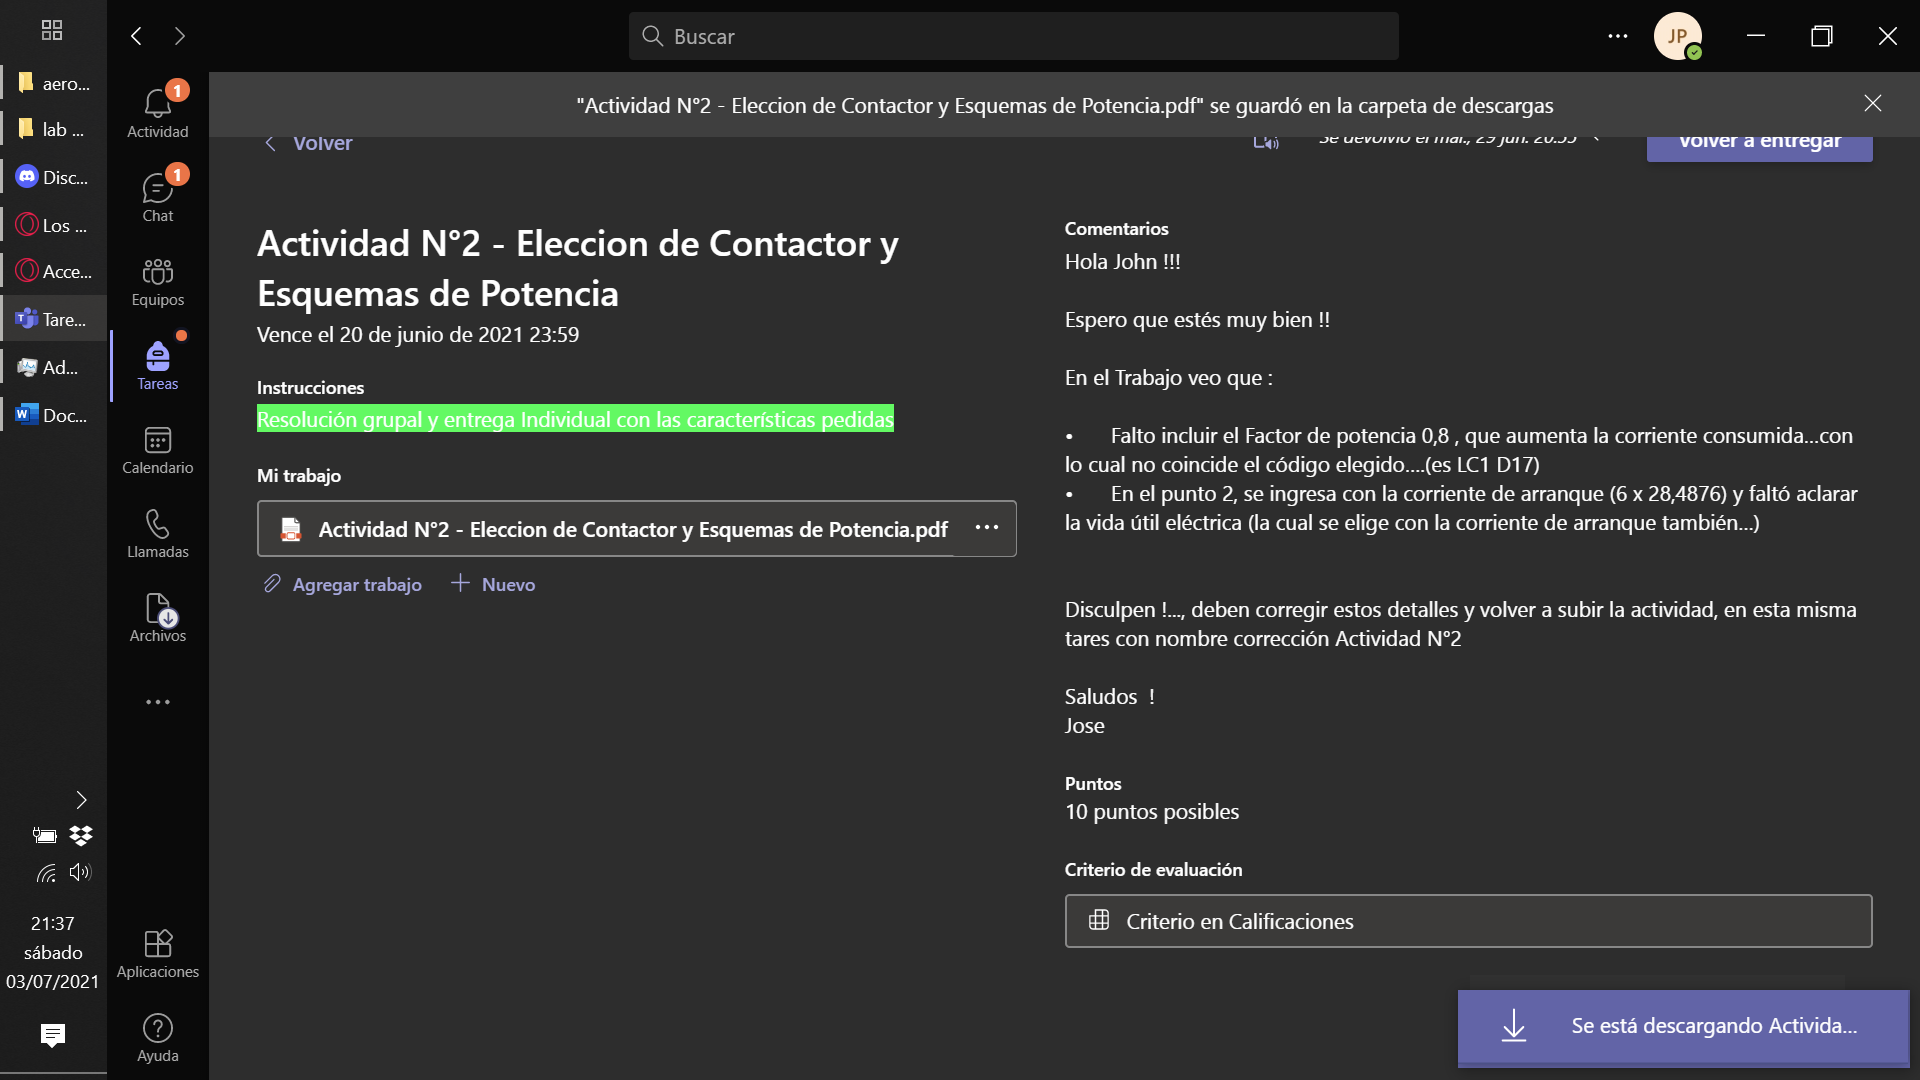 Buscar
JP
aero...
lab ...
Disc...
Los ...
Acce...
Tare...
Ad...
Doc...
21:37
sábado
03/07/2021
1
Actividad
1
Chat
Equipos
Tareas
Calendario
Llamadas
Archivos
Aplicaciones
Ayuda
"Actividad N°2 - Eleccion de Contactor y Esquemas de Potencia.pdf" se guardó en la carpeta de descargas
Volver
Se devolvió el mar., 29 jun. 20:55
Volver a entregar
Actividad N°2 - Eleccion de Contactor y
Esquemas de Potencia
Vence el 20 de junio de 2021 23:59
Instrucciones
Resolución grupal y entrega Individual con las características pedidas
Mi trabajo
Actividad N°2 - Eleccion de Contactor y Esquemas de Potencia.pdf
Agregar trabajo
Nuevo
Comentarios
Hola John !!!
Espero que estés muy bien !!
En el Trabajo veo que :
• Falto incluir el Factor de potencia 0,8 , que aumenta la corriente consumida...con
lo cual no coincide el código elegido....(es LC1 D17)
• En el punto 2, se ingresa con la corriente de arranque (6 x 28,4876) y faltó aclarar
la vida útil eléctrica (la cual se elige con la corriente de arranque también...)
Disculpen !..., deben corregir estos detalles y volver a subir la actividad, en esta misma
tares con nombre corrección Actividad N°2
Saludos !
Jose
Puntos
10 puntos posibles
Criterio de evaluación
Criterio en Calificaciones
Se está descargando Activida...